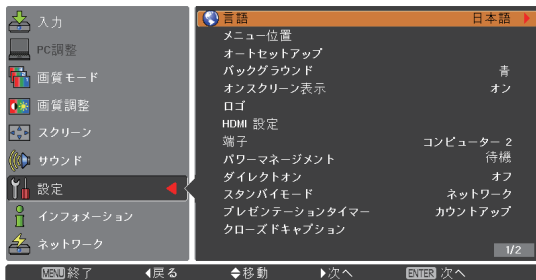 入力
PC調整
画質モード
画質調整
スクリーン
サウンド
設定
インフォメーション
ネットワーク
言語 日本語
メニュー位置
オートセットアップ
バックグラウンド 青
オンスクリーン表示 オン
ロゴ
HDMI 設定
端子 コンピューター 2
パワーマネージメント 待機
ダイレクトオン オフ
スタンバイモード ネットワーク
プレゼンテーションタイマー カウントアップ
クローズドキャプション
1/2
MENU 終了 戻る 移動 次へ ENTER 次へ